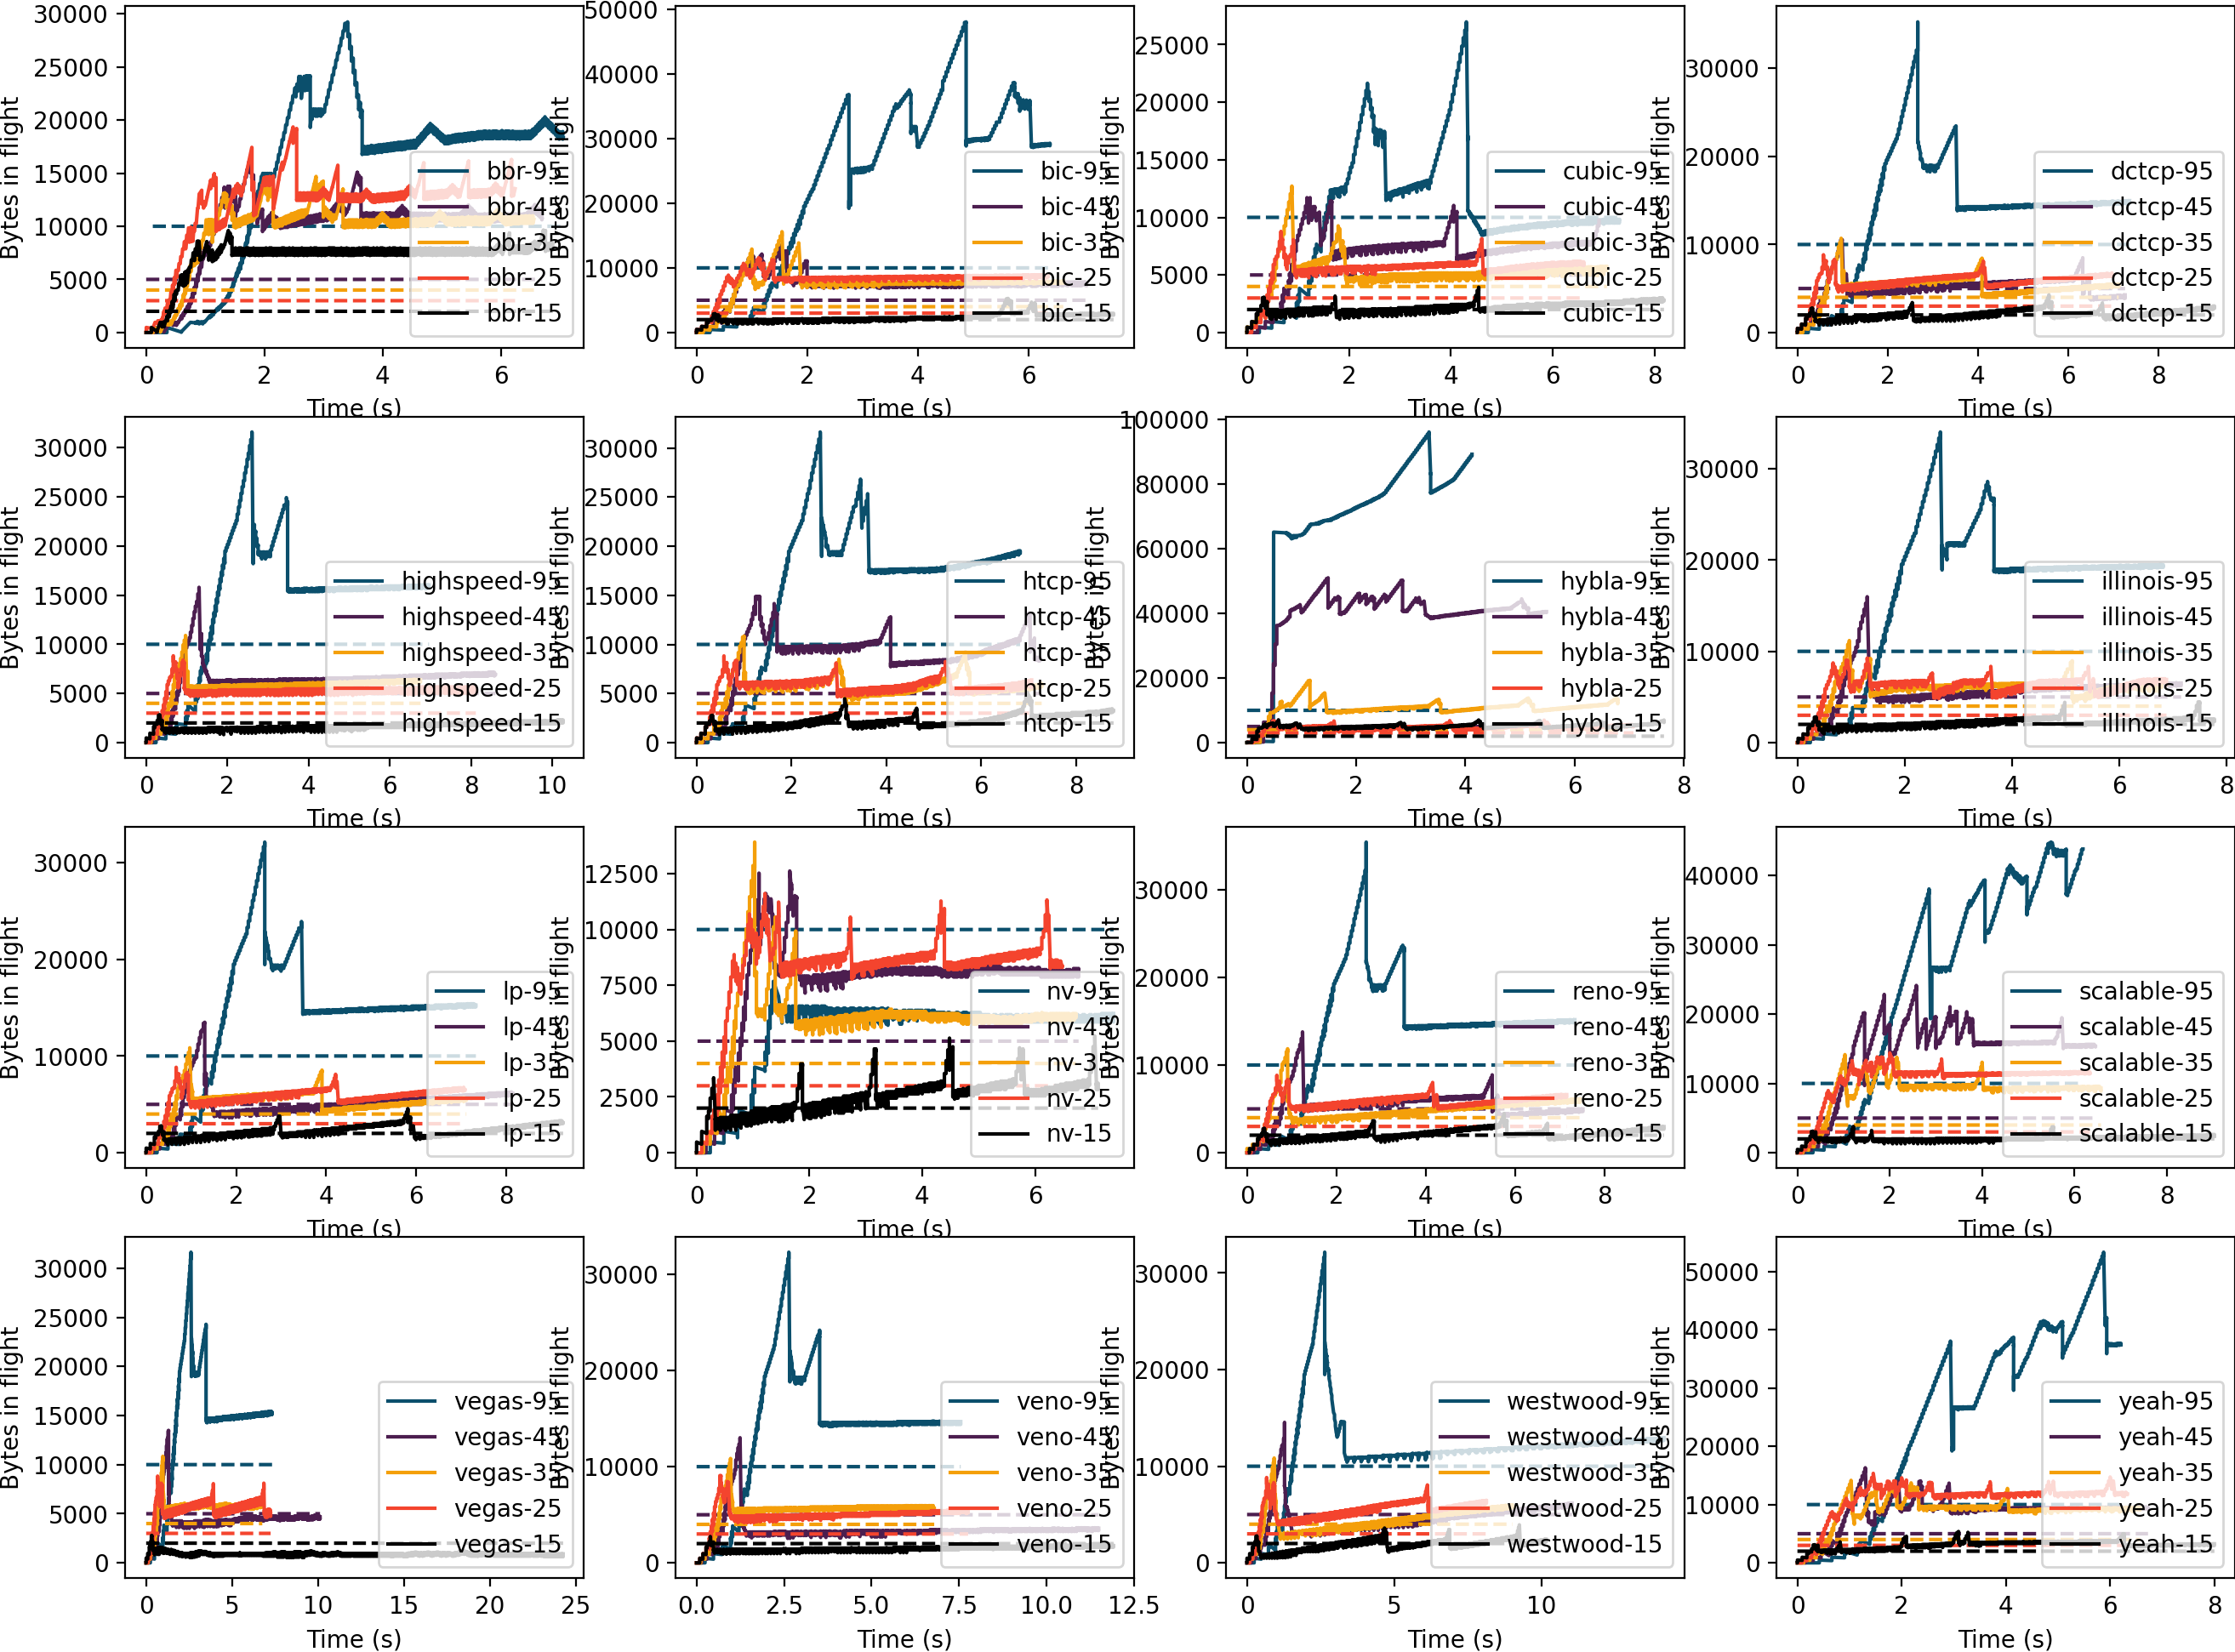 Bytes in flight
30000
25000
20000
15000
10000
5000
0
bbr-95
bbr-45
bbr-35
bbr-25
bbr-15
0 2 4 6
Time (s)
Bytes in flight
50000
40000
30000
20000
10000
0
bic-95
bic-45
bic-35
bic-25
bic-15
0 2 4 6
Time (s)
Bytes in flight
25000
20000
15000
10000
5000
0
cubic-95
cubic-45
cubic-35
cubic-25
cubic-15
0 2 4 6 8
Time (s)
Bytes in flight
30000
20000
10000
0
dctcp-95
dctcp-45
dctcp-35
dctcp-25
dctcp-15
0 2 4 6 8
Time (s)
Bytes in flight
30000
25000
20000
15000
10000
5000
0
highspeed-95
highspeed-45
highspeed-35
highspeed-25
highspeed-15
0 2 4 6 8 10
Time (s)
Bytes in flight
30000
25000
20000
15000
10000
5000
0
htcp-95
htcp-45
htcp-35
htcp-25
htcp-15
0 2 4 6 8
Time (s)
Bytes in flight
100000
80000
60000
40000
20000
0
hybla-95
hybla-45
hybla-35
hybla-25
hybla-15
0 2 4 6 8
Time (s)
Bytes in flight
30000
20000
10000
0
illinois-95
illinois-45
illinois-35
illinois-25
illinois-15
0 2 4 6 8
Time (s)
Bytes in flight
30000
20000
10000
0
lp-95
lp-45
lp-35
lp-25
lp-15
0 2 4 6 8
Time (s)
Bytes in flight
12500
10000
7500
5000
2500
0
nv-95
nv-45
nv-35
nv-25
nv-15
0 2 4 6
Time (s)
Bytes in flight
30000
20000
10000
0
reno-95
reno-45
reno-35
reno-25
reno-15
0 2 4 6 8
Time (s)
Bytes in flight
40000
30000
20000
10000
0
scalable-95
scalable-45
scalable-35
scalable-25
scalable-15
0 2 4 6 8
Time (s)
Bytes in flight
30000
25000
20000
15000
10000
5000
0
vegas-95
vegas-45
vegas-35
vegas-25
vegas-15
0 5 10 15 20 25
Time (s)
Bytes in flight
30000
20000
10000
0
veno-95
veno-45
veno-35
veno-25
veno-15
0.0 2.5 5.0 7.5 10.0 12.5
Time (s)
Bytes in flight
30000
20000
10000
0
westwood-95
westwood-45
westwood-35
westwood-25
westwood-15
0 5 10
Time (s)
Bytes in flight
50000
40000
30000
20000
10000
0
yeah-95
yeah-45
yeah-35
yeah-25
yeah-15
0 2 4 6 8
Time (s)